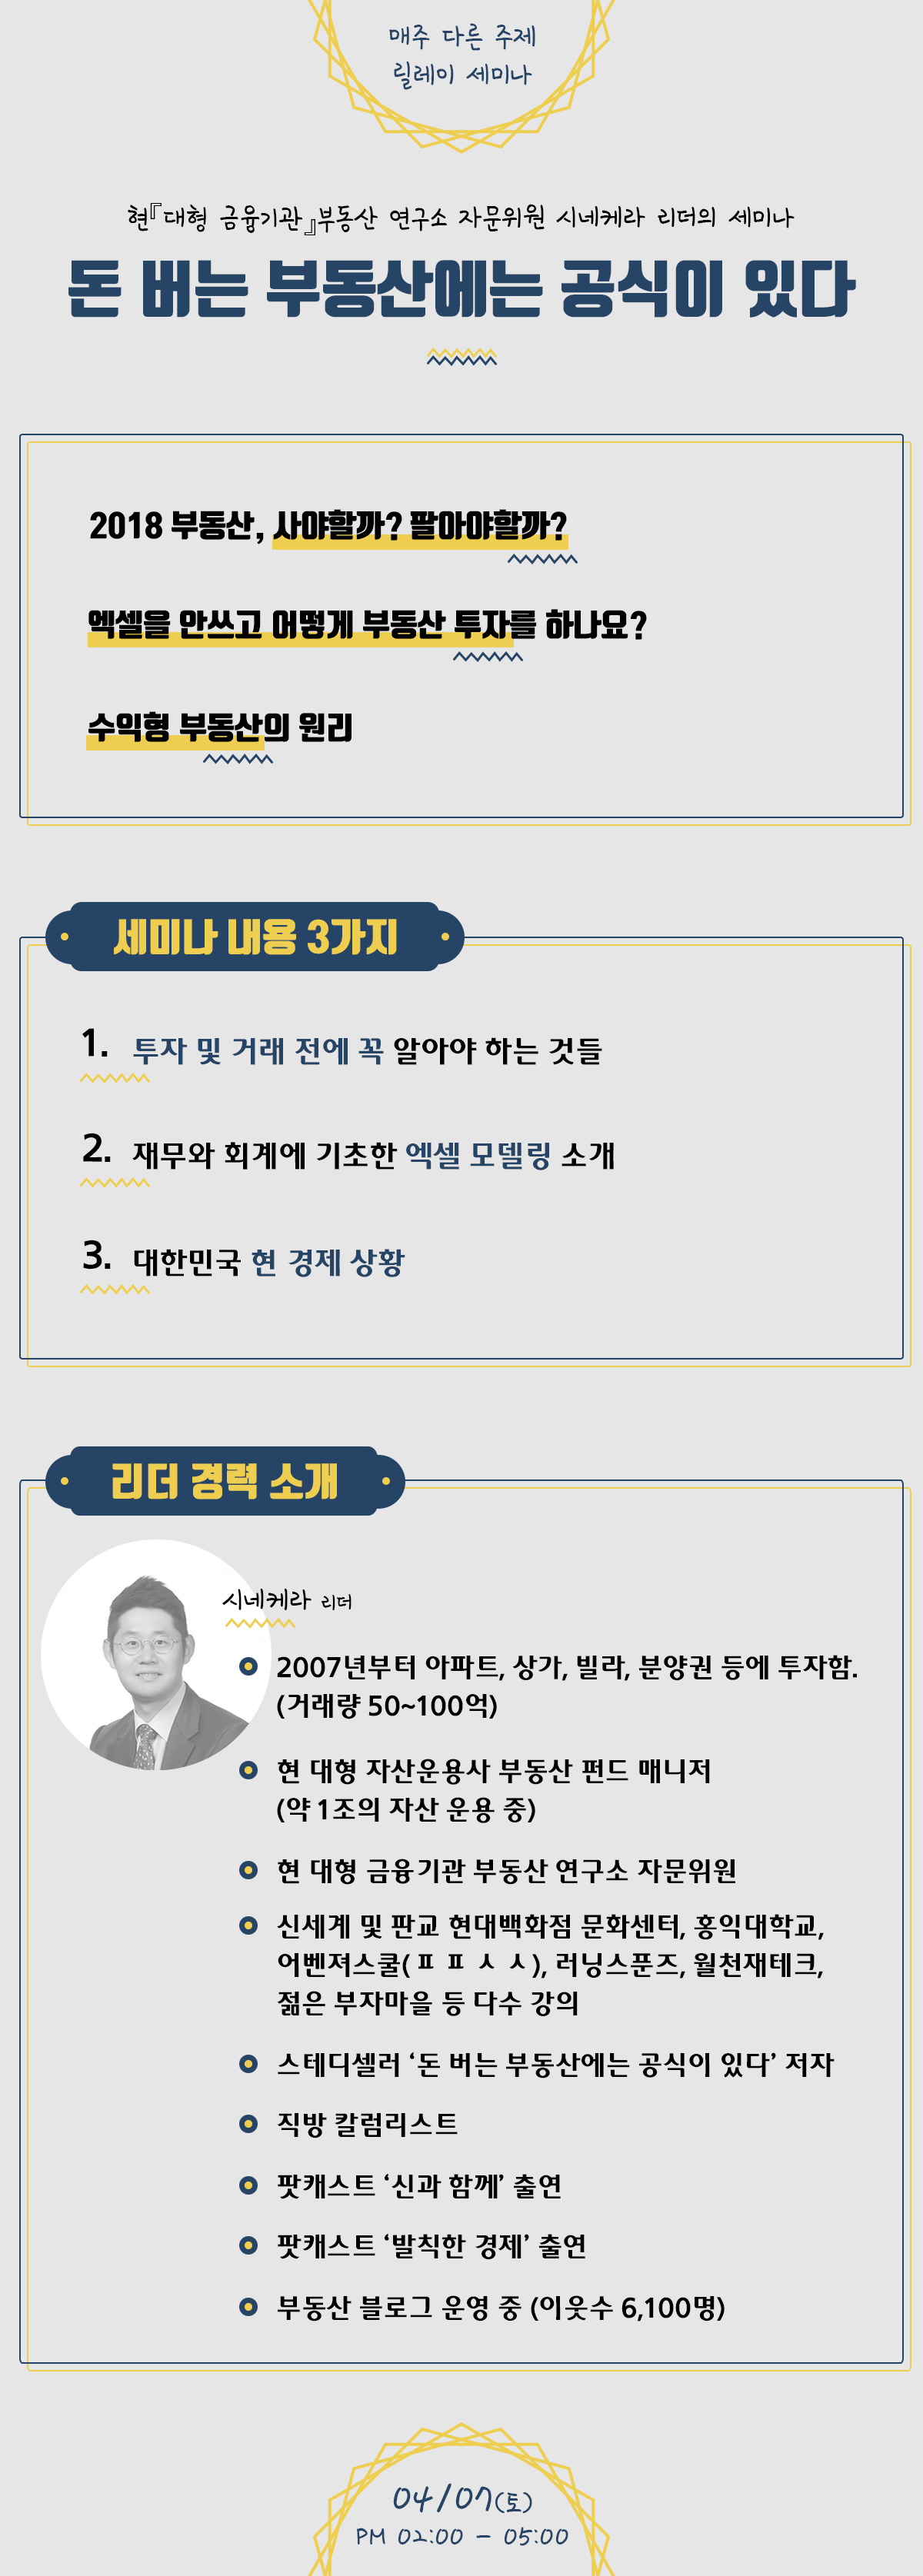 매주 다른 주제
릴레이 세미나
현『대형 금융기관』부동산 연구소 자문위원 시네케라 리더의 세미나
돈 버는 부동산에는 공식이 있다
2018 부동산, 사야할까? 팔아야할까?
엑셀을 안쓰고 어떻게 부동산 투자를 하나요?
수익형 부동산의 원리
세미나 내용 3가지
1. 투자 및 거래 전에 꼭 알아야 하는 것들
2. 재무와 회계에 기초한 엑셀 모델링 소개
3. 대한민국 현 경제 상황
리더 경력 소개
시네케라 리더
2007년부터 아파트, 상가, 빌라, 분양권 등에 투자함.
(거래량 50~100억)
현 대형 자산운용사 부동산 펀드 매니저
(약 1조의 자산 운용 중)
현 대형 금융기관 부동산 연구소 자문위원
신세계 및 판교 현대백화점 문화센터, 홍익대학교,
어벤져스쿨(ㅍㅍㅅㅅ), 러닝스푼즈, 월천재테크,
젊은 부자마을 등 다수 강의
스테디셀러 ‘돈 버는 부동산에는 공식이 있다’ 저자
직방 칼럼리스트
팟캐스트 ‘신과 함께’ 출연
팟캐스트 ‘발칙한 경제’ 출연
부동산 블로그 운영 중 (이웃수 6,100명)
04/07(토)
PM 02:00 - 05:00